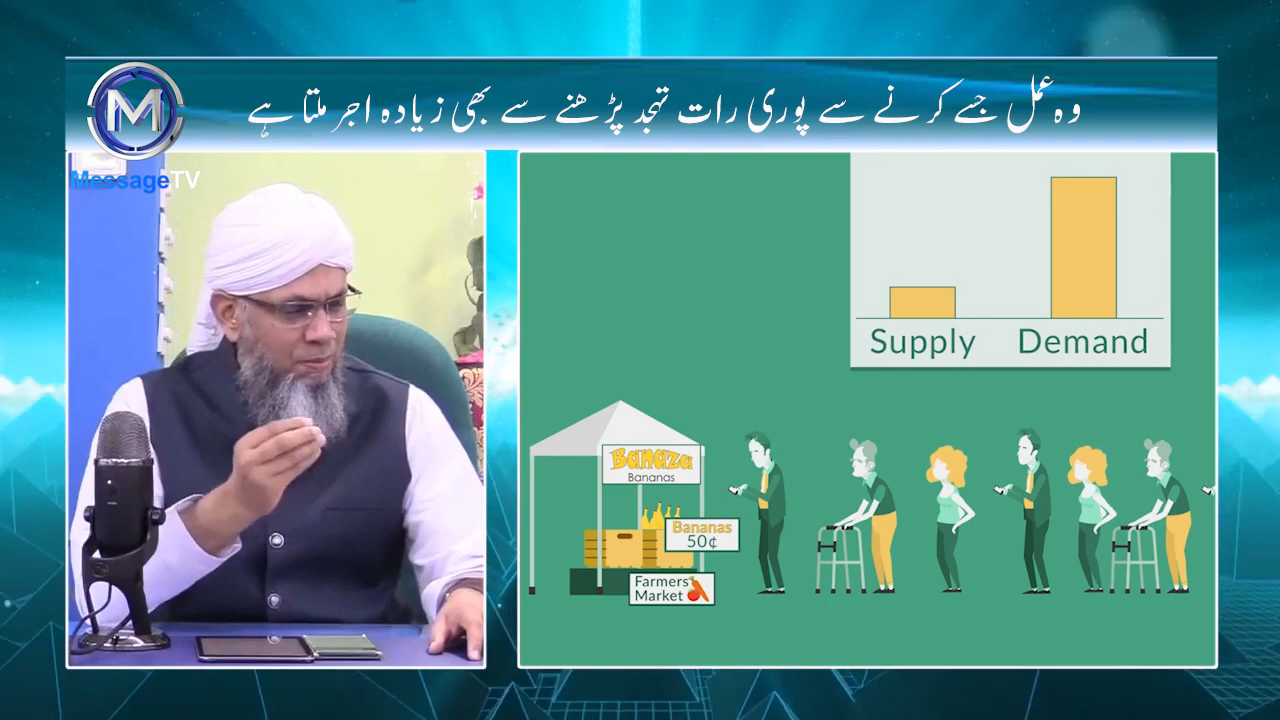 وہ عمل جسے کرنے سے پوری رات تہجد پڑھنے سے بھی زیادہ اجر ملتا ہے
M
MessageTV
Supply Demand
Banaza
Bananas
Bananas
50¢
Farmers'
Market